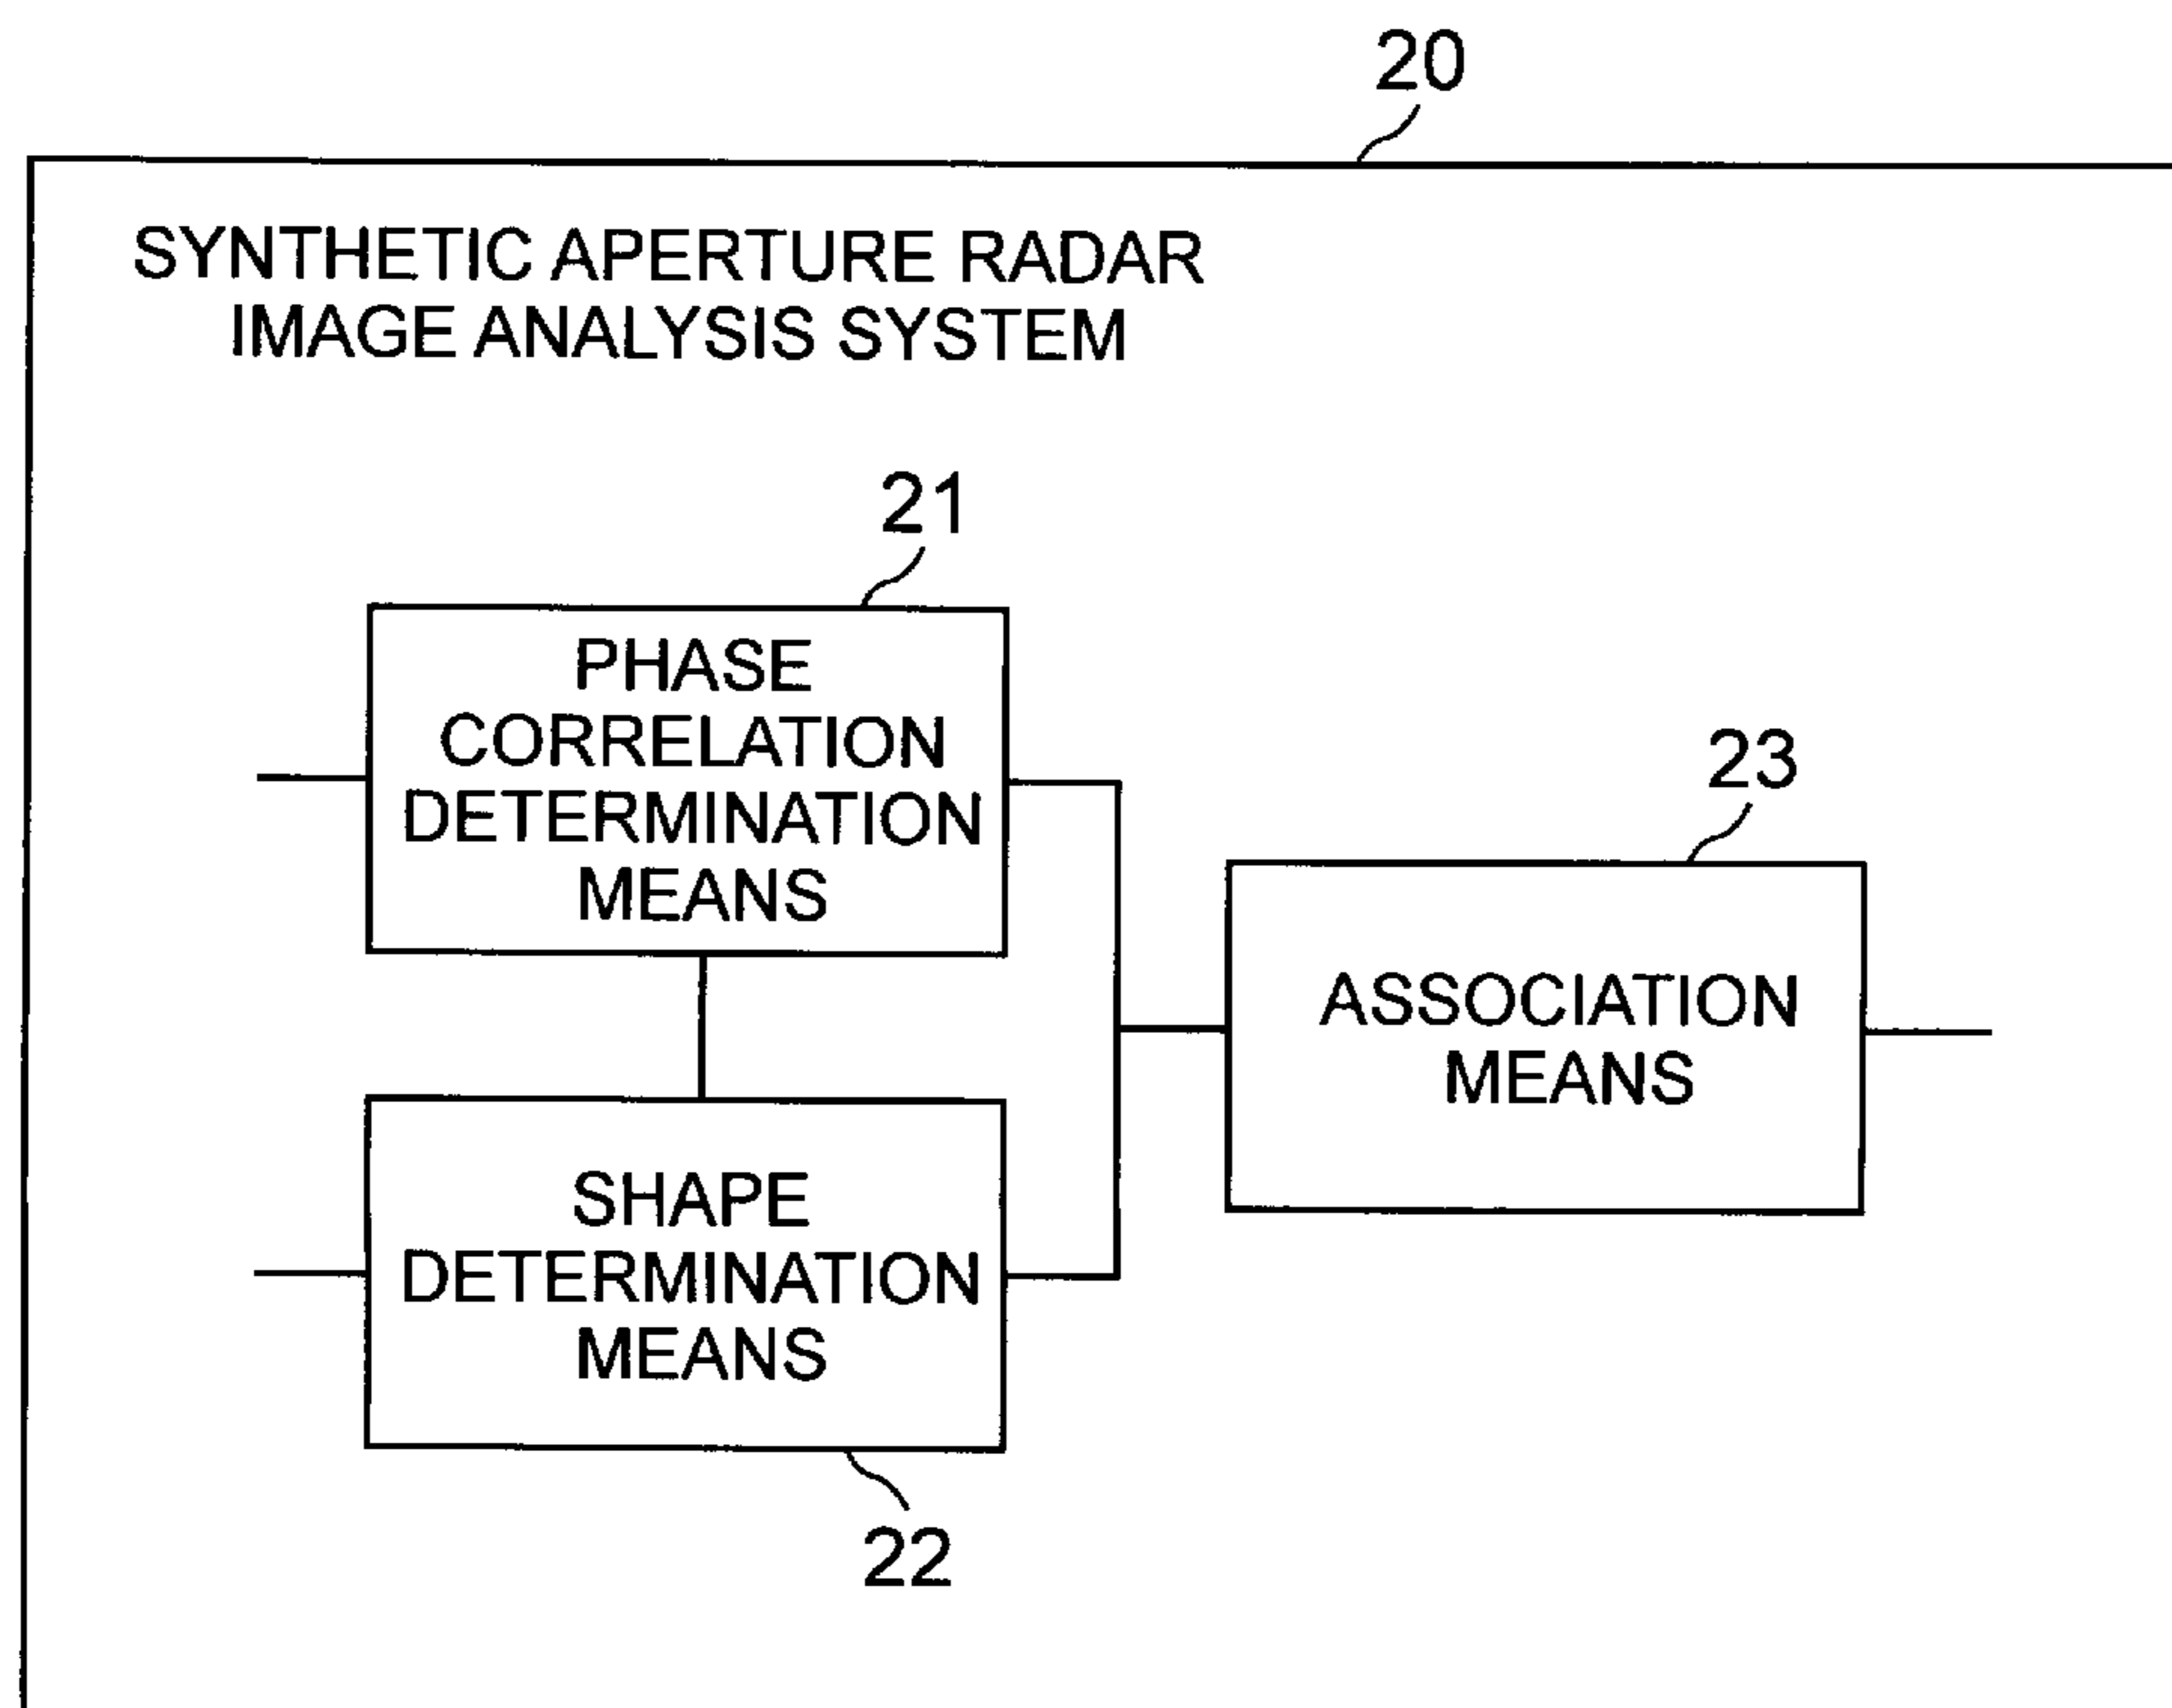 20
SYNTHETIC APERTURE RADAR
IMAGE ANALYSIS SYSTEM
21
PHASE
CORRELATION
DETERMINATION
MEANS
23
ASSOCIATION
MEANS
SHAPE
DETERMINATION
MEANS
22